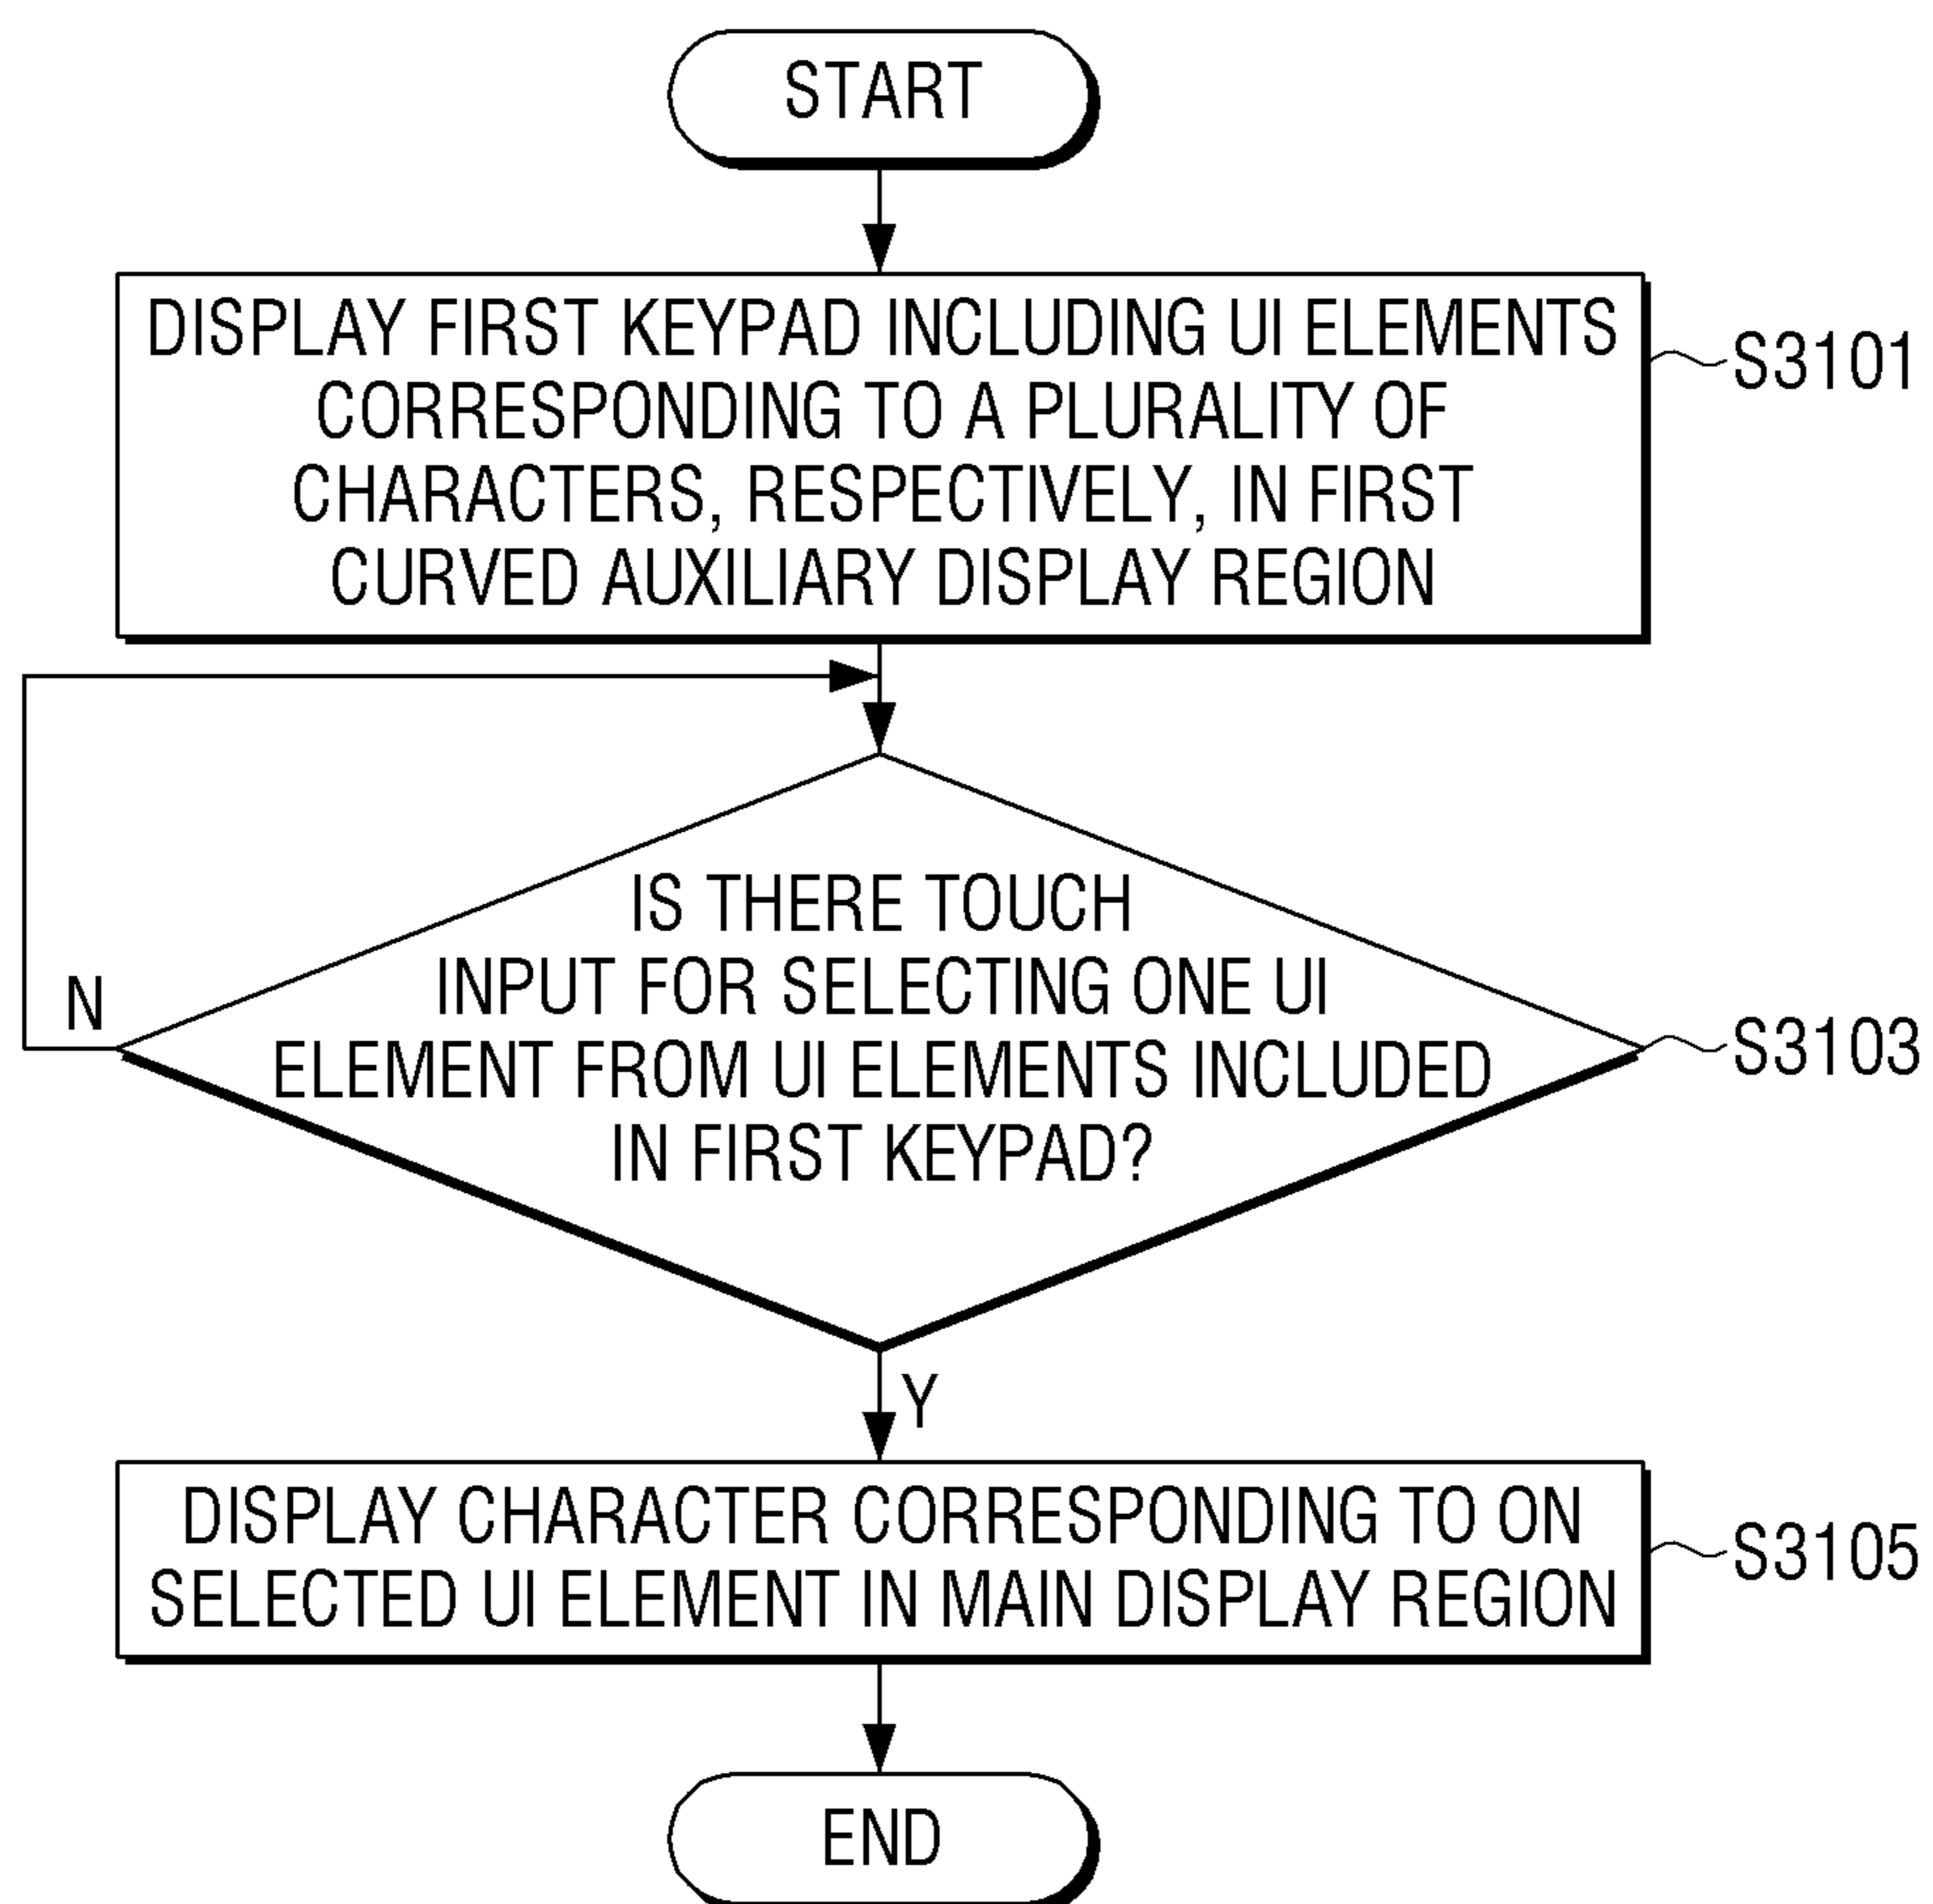 START
DISPLAY FIRST KEYPAD INCLUDING UI ELEMENTS
CORRESPONDING TO A PLURALITY OF
CHARACTERS, RESPECTIVELY, IN FIRST
CURVED AUXILIARY DISPLAY REGION
S3101
IS THERE TOUCH
INPUT FOR SELECTING ONE UI
ELEMENT FROM UI ELEMENTS INCLUDED
IN FIRST KEYPAD?
N
S3103
Y
DISPLAY CHARACTER CORRESPONDING TO ON
SELECTED UI ELEMENT IN MAIN DISPLAY REGION
S3105
END